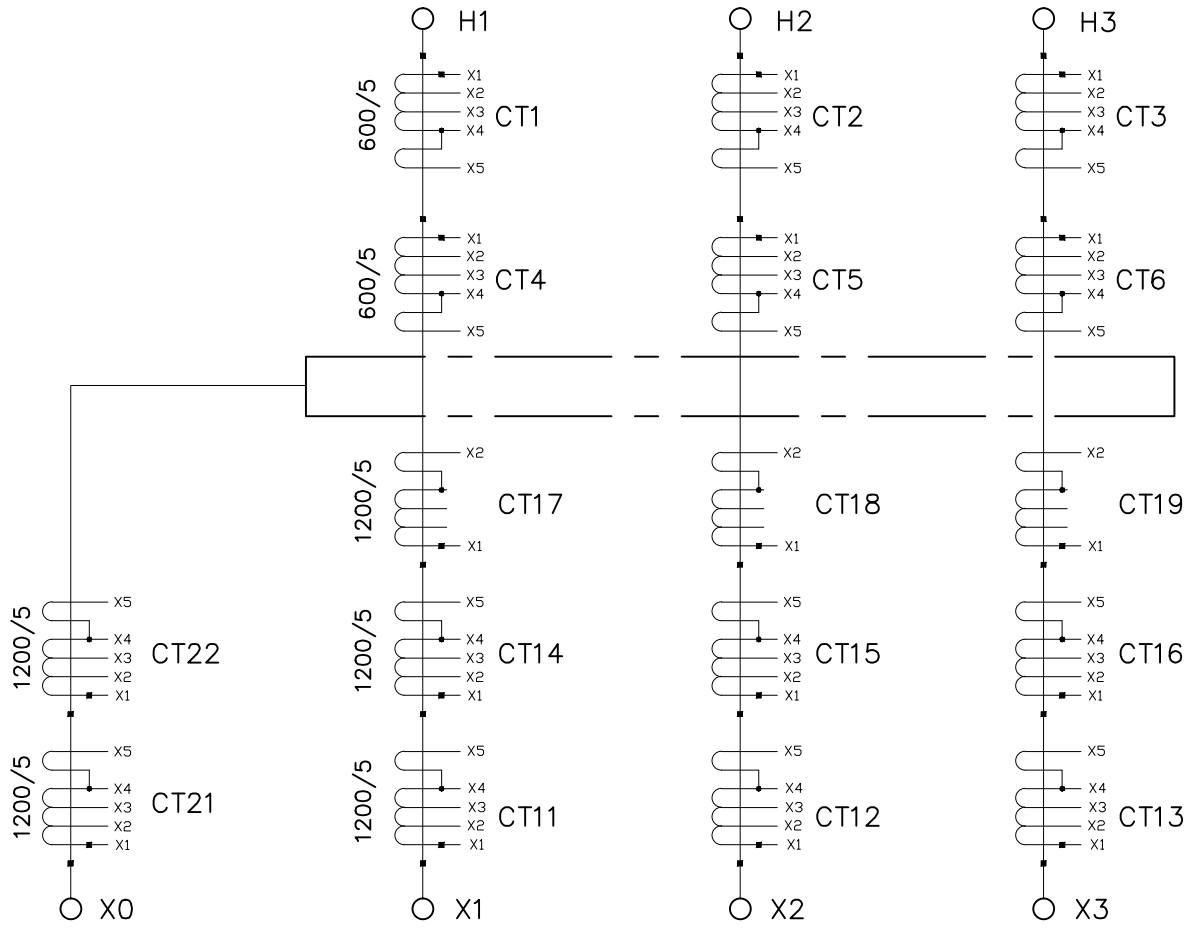 H1 H2 H3
X1 X1 X1
X2 X2 X2
600/5 X3 CT1 X3 CT2 X3 CT3
X4 X4 X4
X5 X5 X5
X1 X1 X1
X2 X2 X2
600/5 X3 CT4 X3 CT5 X3 CT6
X4 X4 X4
X5 X5 X5
X2 X2 X2
1200/5 CT17 CT18 CT19
X1 X1 X1
X5 X5 X5 X5
X4 X4 X4 X4
1200/5 X3 CT22 1200/5 X3 CT14 X3 CT15 X3 CT16
X2 X2 X2 X2
X1 X1 X1 X1
X5 X5 X5 X5
X4 X4 X4 X4
1200/5 X3 CT21 1200/5 X3 CT11 X3 CT12 X3 CT13
X2 X2 X2 X2
X1 X1 X1 X1
X0 X1 X2 X3